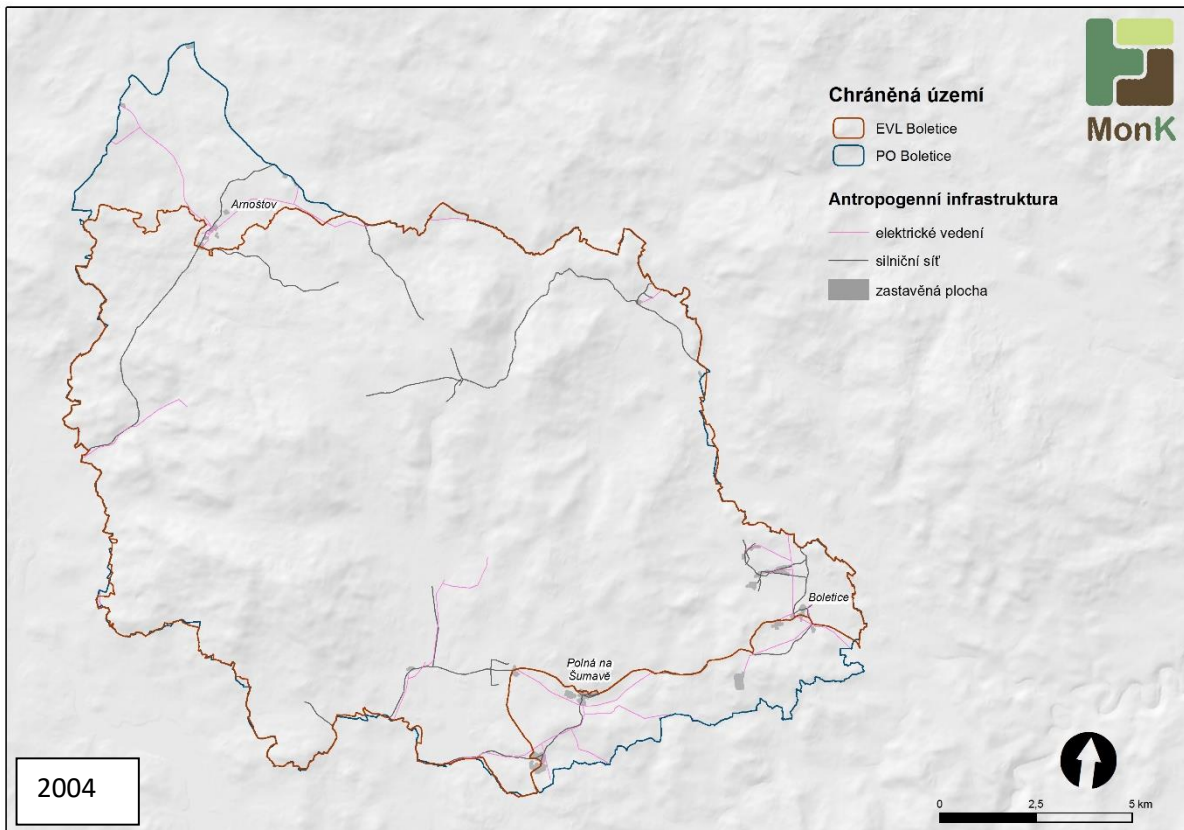 MonK
Chráněná území
EVL Boletice
PO Boletice
Antropogenní infrastruktura
elektrické vedení
silniční síť
zastavěná plocha
Arnoštov
Boletice
Polná na
Šumavě
2004
0 2,5 5 km